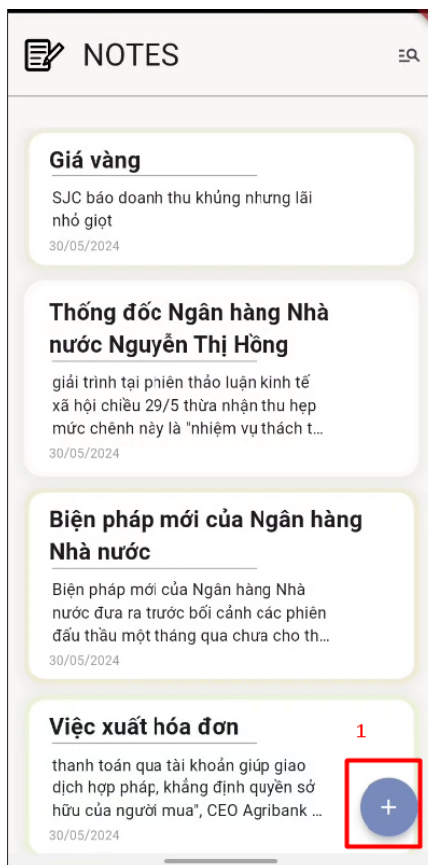 NOTES
Giá vàng
SJC báo doanh thu khủng nhưng lãi
nhỏ giọt
30/05/2024
Thống đốc Ngân hàng Nhà
nước Nguyễn Thị Hồng
giải trình tại phiên thảo luận kinh tế
xã hội chiều 29/5 thừa nhận thu hẹp
mức chênh này là "nhiệm vụ thách t...
30/05/2024
Biện pháp mới của Ngân hàng
Nhà nước
Biện pháp mới của Ngân hàng Nhà
nước đưa ra trước bối cảnh các phiên
đấu thầu một tháng qua chưa cho th...
30/05/2024
Việc xuất hóa đơn
1
thanh toán qua tài khoản giúp giao
dịch hợp pháp, khẳng định quyền sở
hữu của người mua", CEO Agribank ...
+
30/05/2024